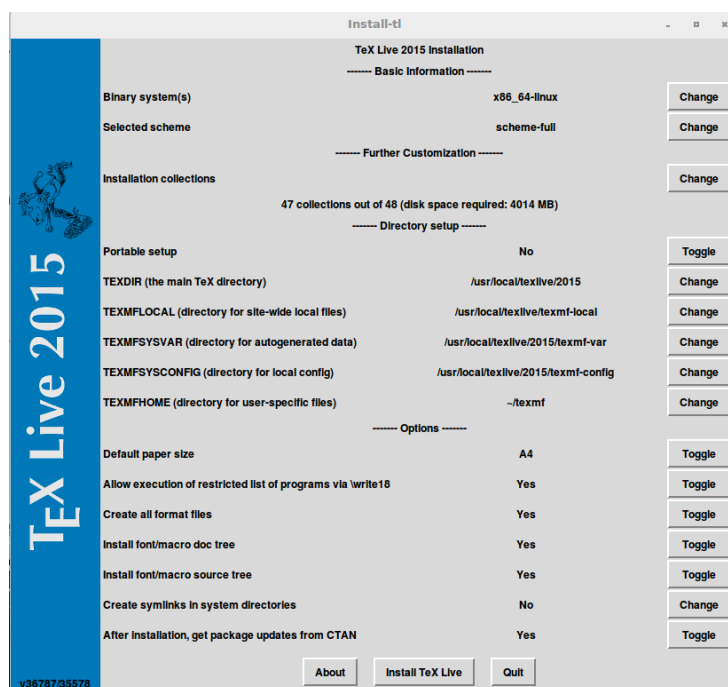 Install-tl
TeX Live 2015 Installation
------- Basic Information -------
Binary system(s) x86_64-linux Change
Selected scheme scheme-full Change
------- Further Customization -------
Installation collections Change
47 collections out of 48 (disk space required: 4014 MB)
------- Directory setup -------
Portable setup No Toggle
TEXDIR (the main TeX directory) /usr/local/texlive/2015 Change
TEXMFLOCAL (directory for site-wide local files) /usr/local/texlive/texmf-local Change
TEXMFSYSVAR (directory for autogenerated data) /usr/local/texlive/2015/texmf-var Change
TEXMFSYSCONFIG (directory for local config) /usr/local/texlive/2015/texmf-config Change
TEXMFHOME (directory for user-specific files) ~/texmf Change
------- Options -------
Default paper size A4 Toggle
Allow execution of restricted list of programs via \write18 Yes Toggle
Create all format files Yes Toggle
Install font/macro doc tree Yes Toggle
Install font/macro source tree Yes Toggle
Create symlinks in system directories No Change
After installation, get package updates from CTAN Yes Toggle
About Install TeX Live Quit
TEX Live 2015
v36787/35578